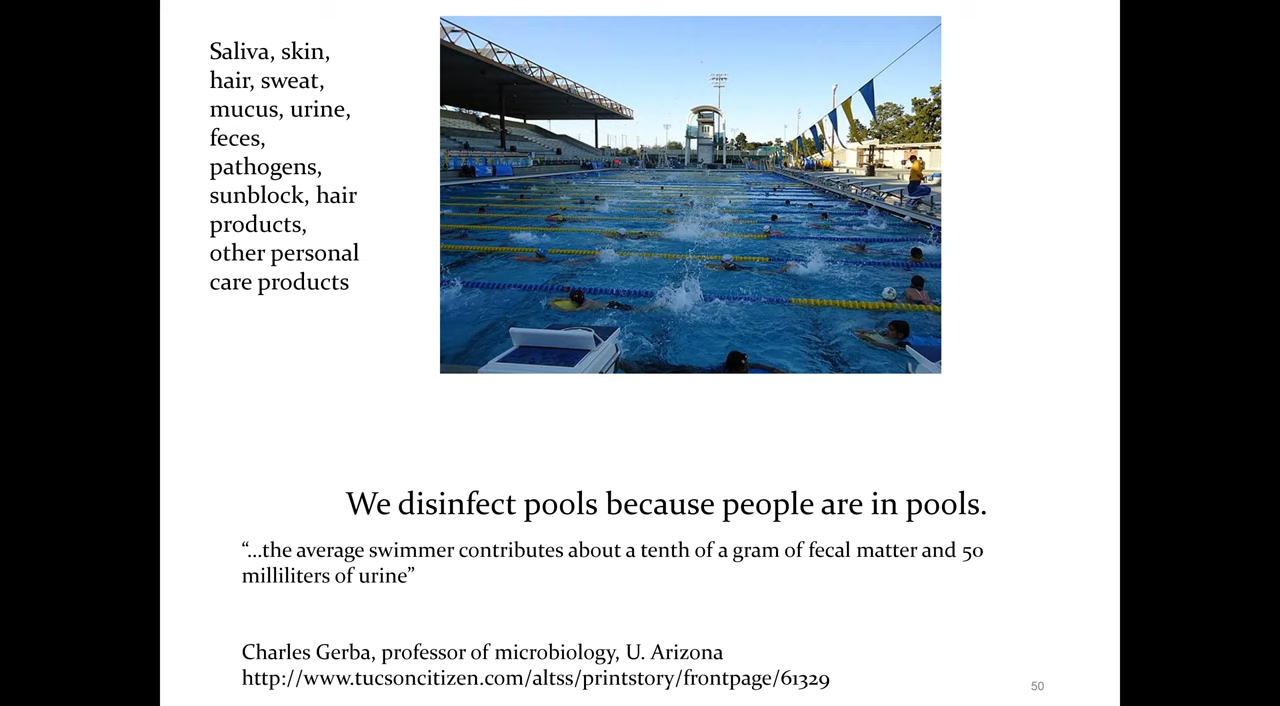 Saliva, skin,
hair, sweat,
mucus, urine,
feces,
pathogens,
sunblock, hair
products,
other personal
care products
We disinfect pools because people are in pools.
“…the average swimmer contributes about a tenth of a gram of fecal matter and 50
milliliters of urine”
Charles Gerba, professor of microbiology, U. Arizona
http://www.tucsoncitizen.com/altss/printstory/frontpage/61329
50